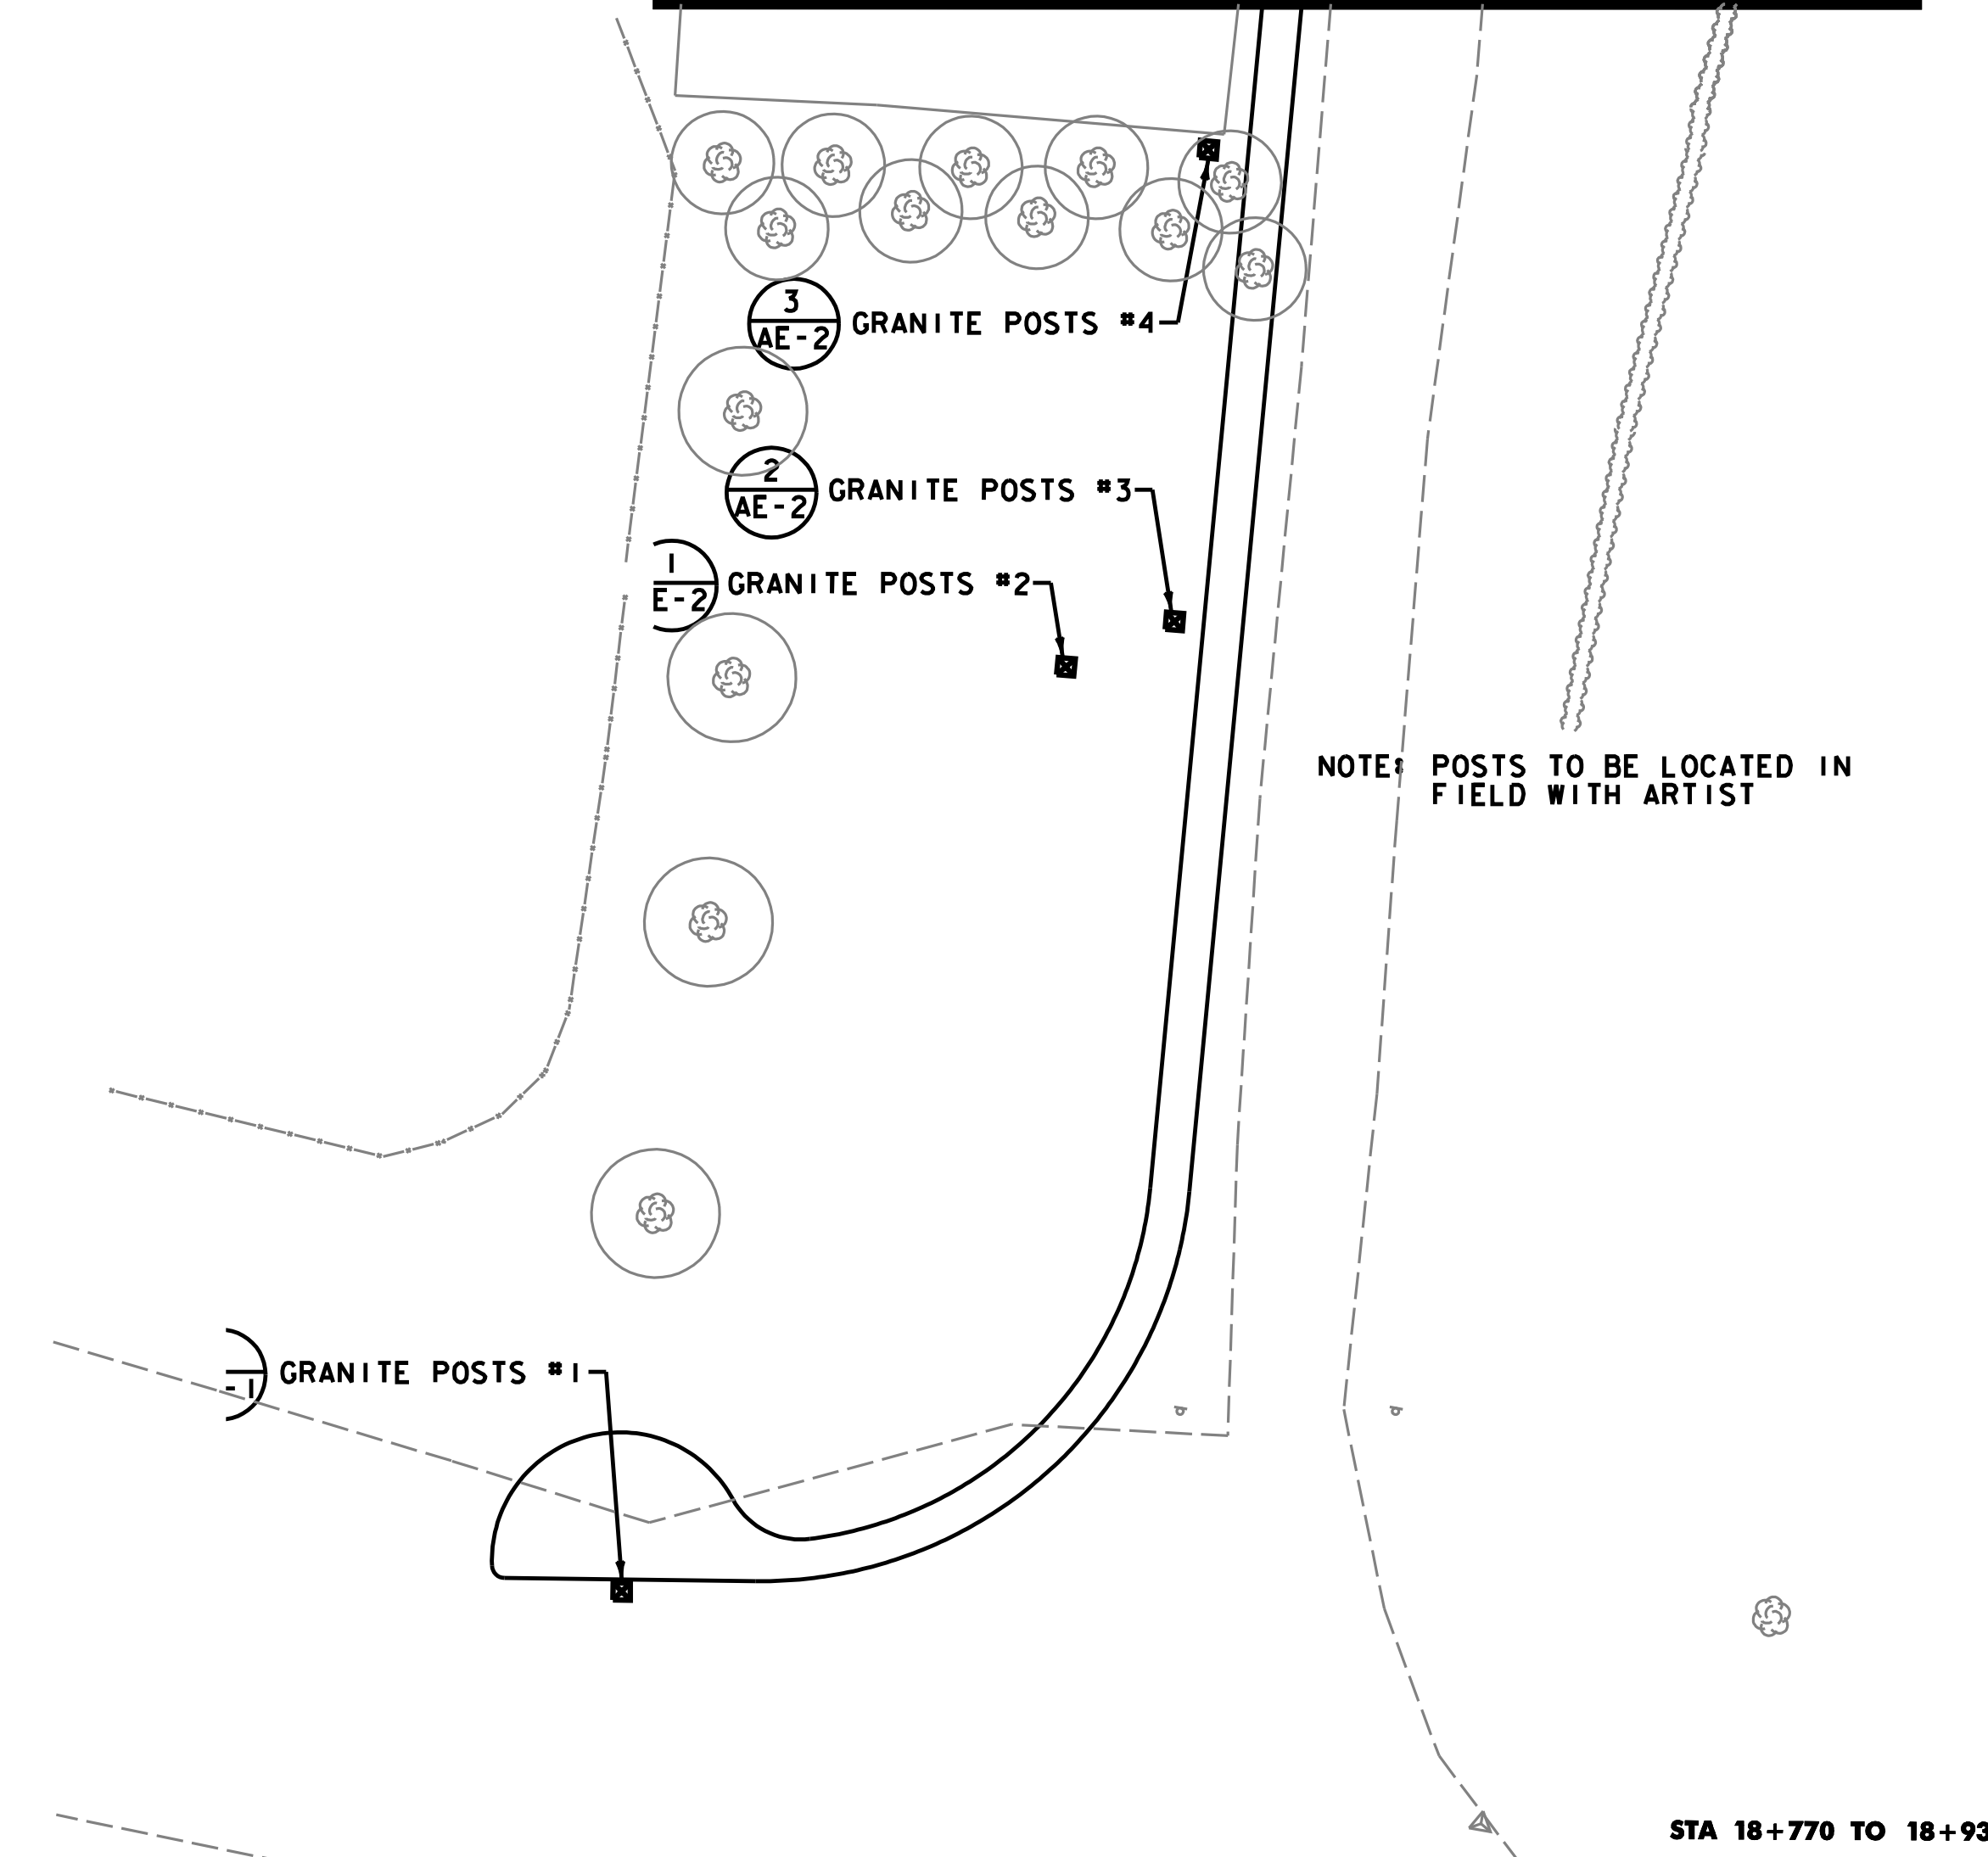 3
AE-2
GRANITE POSTS #4
2
AE-2
GRANITE POSTS #3
1
E-2
GRANITE POSTS #2
NOTE: POSTS TO BE LOCATED IN
FIELD WITH ARTIST
-1
GRANITE POSTS #1
STA 18+770 TO 18+93